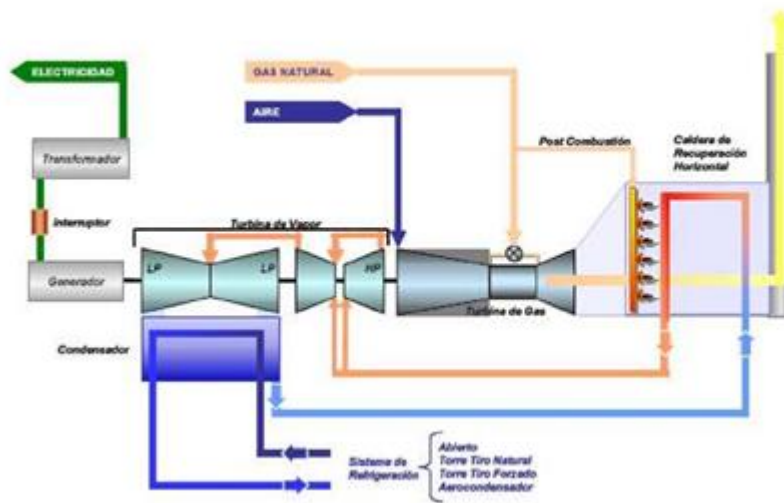 ELECTRICIDAD
GAS NATURAL
AIRE
Transformador
Post Combustión
Caldera de
Recuperación
Horizontal
Interruptor
Turbina de Vapor
Generador
LP
LP
HP
Turbina de Gas
Condensador
Sistema de
Refrigeración
Abierto
Torre Tiro Natural
Torre Tiro Forzado
Aerocondensador